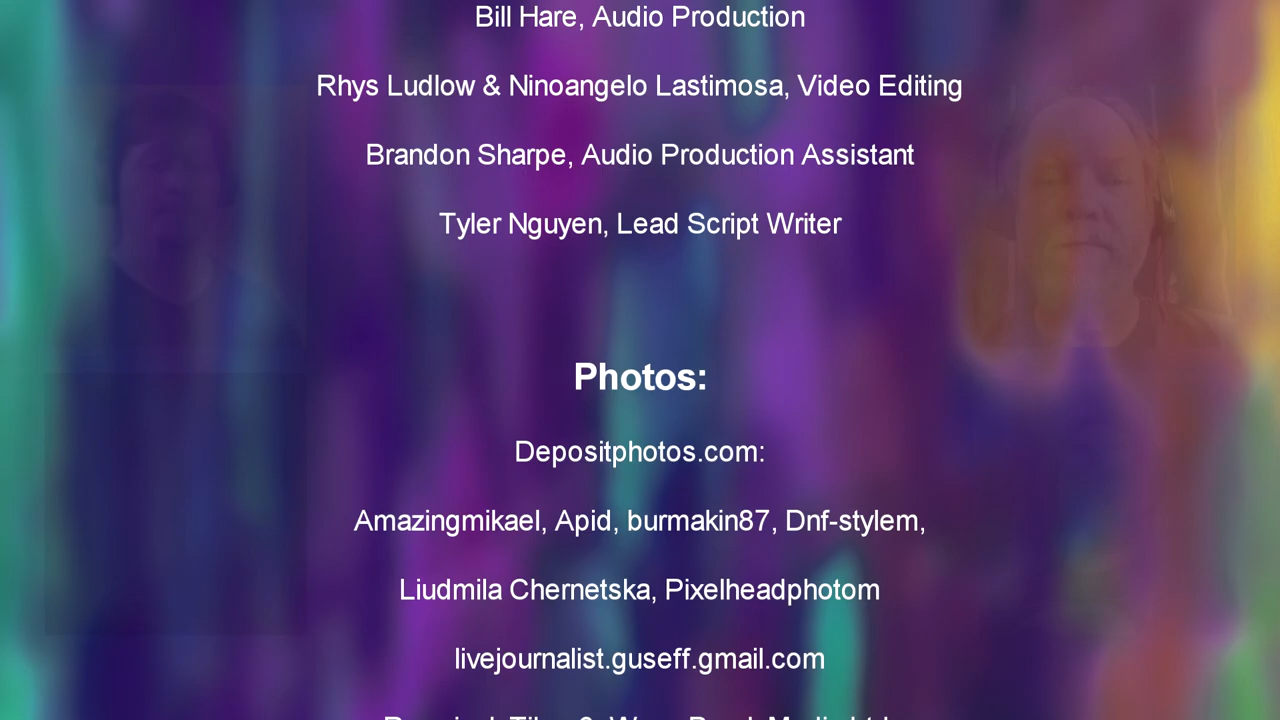 Bill Hare, Audio Production
Rhys Ludlow & Ninoangelo Lastimosa, Video Editing
Brandon Sharpe, Audio Production Assistant
Tyler Nguyen, Lead Script Writer
Photos:
Depositphotos.com:
Amazingmikael, Apid, burmakin87, Dnf-stylem,
Liudmila Chernetska, Pixelheadphotom
livejournalist.guseff.gmail.com